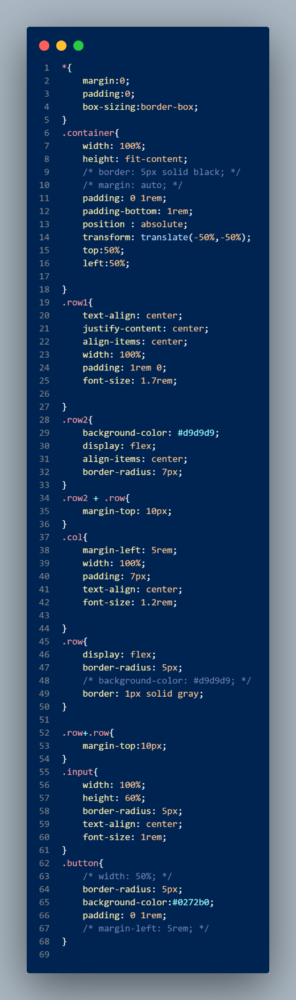 1 *{
2     margin:0;
3     padding:0;
4     box-sizing:border-box;
5 }
6 .container{
7     width: 100%;
8     height: fit-content;
9     /* border: 5px solid black; */
10     /* margin: auto; */
11     padding: 0 1rem;
12     padding-bottom: 1rem;
13     position : absolute;
14     transform: translate(-50%,-50%);
15     top:50%;
16     left:50%;
17
18 }
19 .row1{
20     text-align: center;
21     justify-content: center;
22     align-items: center;
23     width: 100%;
24     padding: 1rem 0;
25     font-size: 1.7rem;
26
27 }
28 .row2{
29     background-color: #d9d9d9;
30     display: flex;
31     align-items: center;
32     border-radius: 7px;
33 }
34 .row2 + .row{
35     margin-top: 10px;
36 }
37 .col{
38     margin-left: 5rem;
39     width: 100%;
40     padding: 7px;
41     text-align: center;
42     font-size: 1.2rem;
43
44 }
45 .row{
46     display: flex;
47     border-radius: 5px;
48     /* background-color: #d9d9d9; */
49     border: 1px solid gray;
50 }
51
52 .row+.row{
53     margin-top:10px;
54 }
55 .input{
56     width: 100%;
57     height: 60%;
58     border-radius: 5px;
59     text-align: center;
60     font-size: 1rem;
61 }
62 .button{
63     /* width: 50%; */
64     border-radius: 5px;
65     background-color:#0272b0;
66     padding: 0 1rem;
67     /* margin-left: 5rem; */
68 }
69